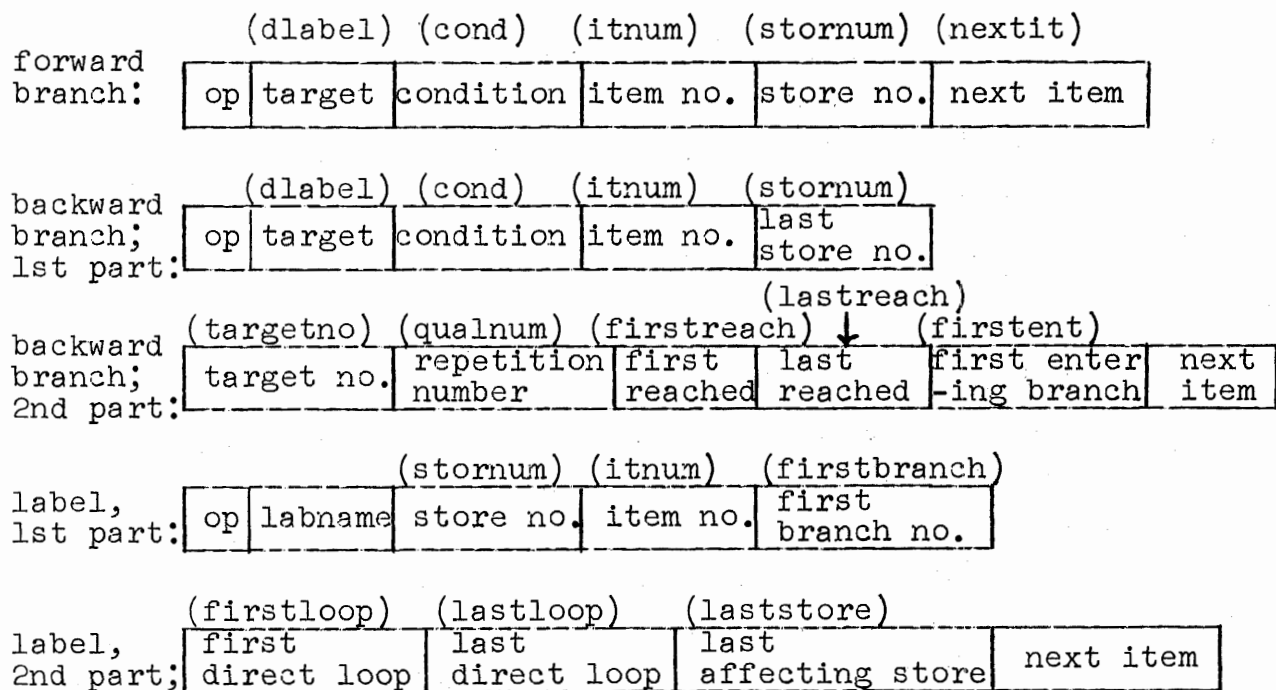 (dlabel) (cond) (itnum) (stornum) (nextit)
forward
branch: op target condition item no. store no. next item
(dlabel) (cond) (itnum) (stornum)
backward
branch; op target condition item no. last
1st part: store no.
(lastreach)
(targetno) (qualnum) (firstreach) ↓ (firstent)
backward repetition first last first enter next
branch; target no. number reached reached -ing branch item
2nd part:
(stornum) (itnum) (firstbranch)
label, op labname store no. item no. first
1st part: branch no.
(firstloop) (lastloop) (laststore)
label, first last last next item
2nd part; direct loop direct loop affecting store